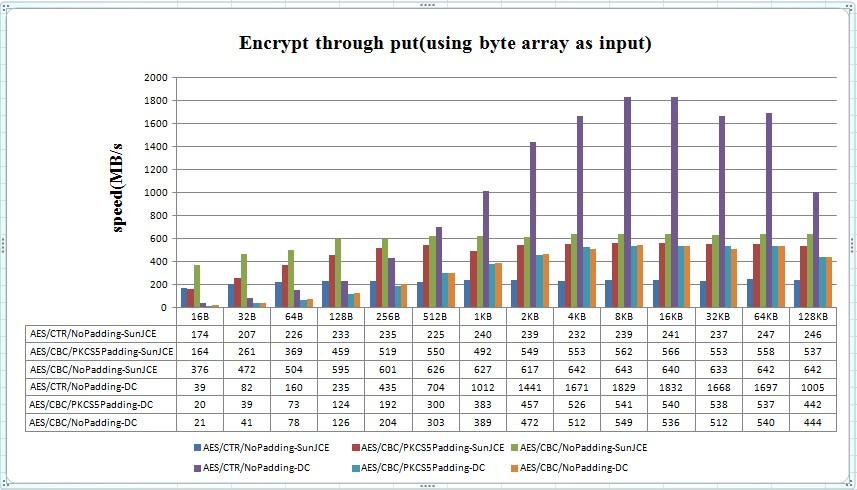 Encrypt through put(using byte array as input)
speed(MB/s
2000
1800
1600
1400
1200
1000
800
600
400
200
0
16B 32B 64B 128B 256B 512B 1KB 2KB 4KB 8KB 16KB 32KB 64KB 128KB
AES/CTR/NoPadding-SunJCE 174 207 226 233 235 225 240 239 232 239 241 237 247 246
AES/CBC/PKCS5Padding-SunJCE 164 261 369 459 519 550 492 549 553 562 566 553 558 537
AES/CBC/NoPadding-SunJCE 376 472 504 595 601 626 627 617 642 643 640 633 642 642
AES/CTR/NoPadding-DC 39 82 160 235 435 704 1012 1441 1671 1829 1832 1668 1697 1005
AES/CBC/PKCS5Padding-DC 20 39 73 124 192 300 383 457 526 541 540 538 537 442
AES/CBC/NoPadding-DC 21 41 78 126 204 303 389 472 512 549 536 512 540 444
AES/CTR/NoPadding-SunJCE AES/CBC/PKCS5Padding-SunJCE AES/CBC/NoPadding-SunJCE
AES/CTR/NoPadding-DC AES/CBC/PKCS5Padding-DC AES/CBC/NoPadding-DC